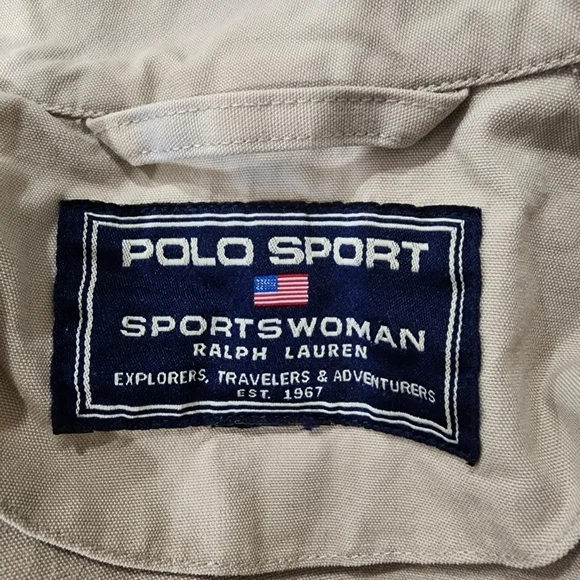 POLO SPORT
SPORTSWOMAN
RALPH LAUREN
EXPLORERS, TRAVELERS & ADVENTURERS
EST. 1967